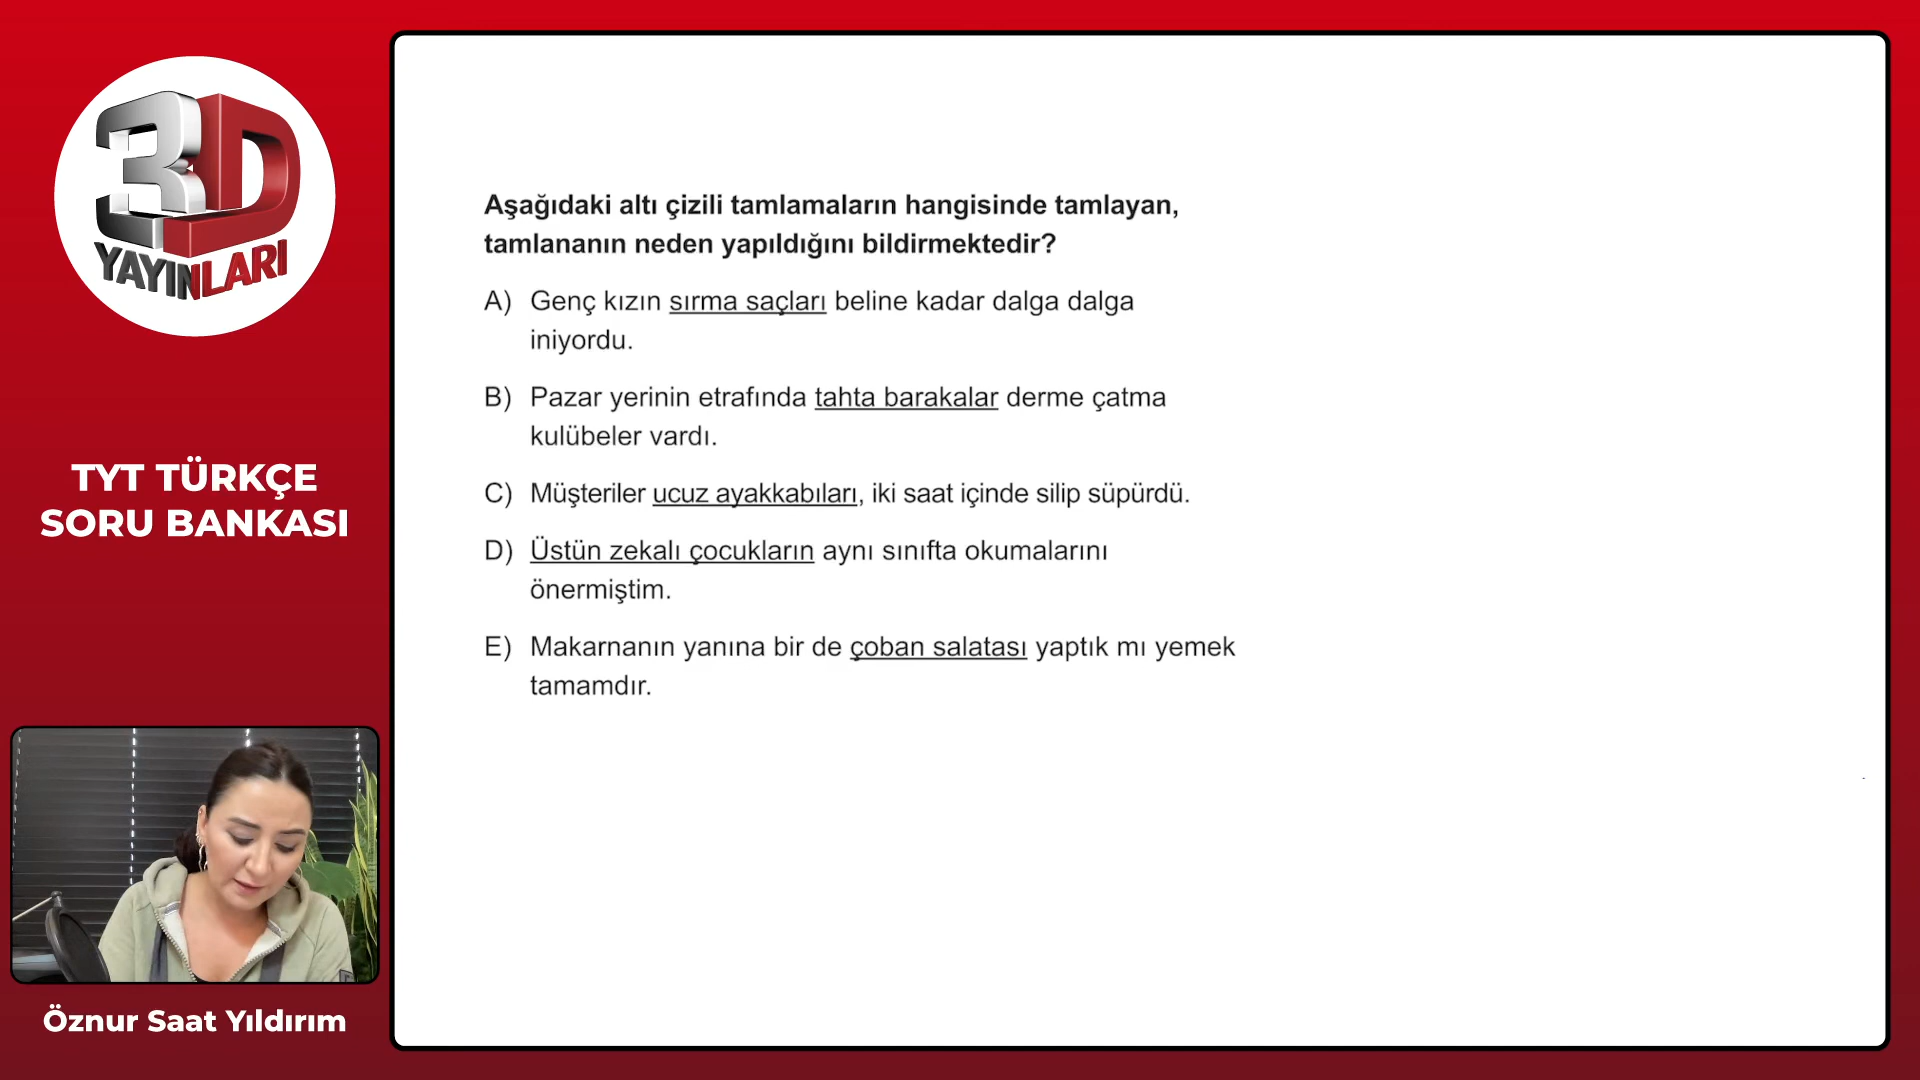 3D
YAYINLARI
TYT TÜRKÇE
SORU BANKASI
Öznur Saat Yıldırım
Aşağıdaki altı çizili tamlamaların hangisinde tamlayan,
tamlananın neden yapıldığını bildirmektedir?
A) Genç kızın sırma saçları beline kadar dalga dalga
iniyordu.
B) Pazar yerinin etrafında tahta barakalar derme çatma
kulübeler vardı.
C) Müşteriler ucuz ayakkabıları, iki saat içinde silip süpürdü.
D) Üstün zekalı çocukların aynı sınıfta okumalarını
önermiştim.
E) Makarnanın yanına bir de çoban salatası yaptık mı yemek
tamamdır.